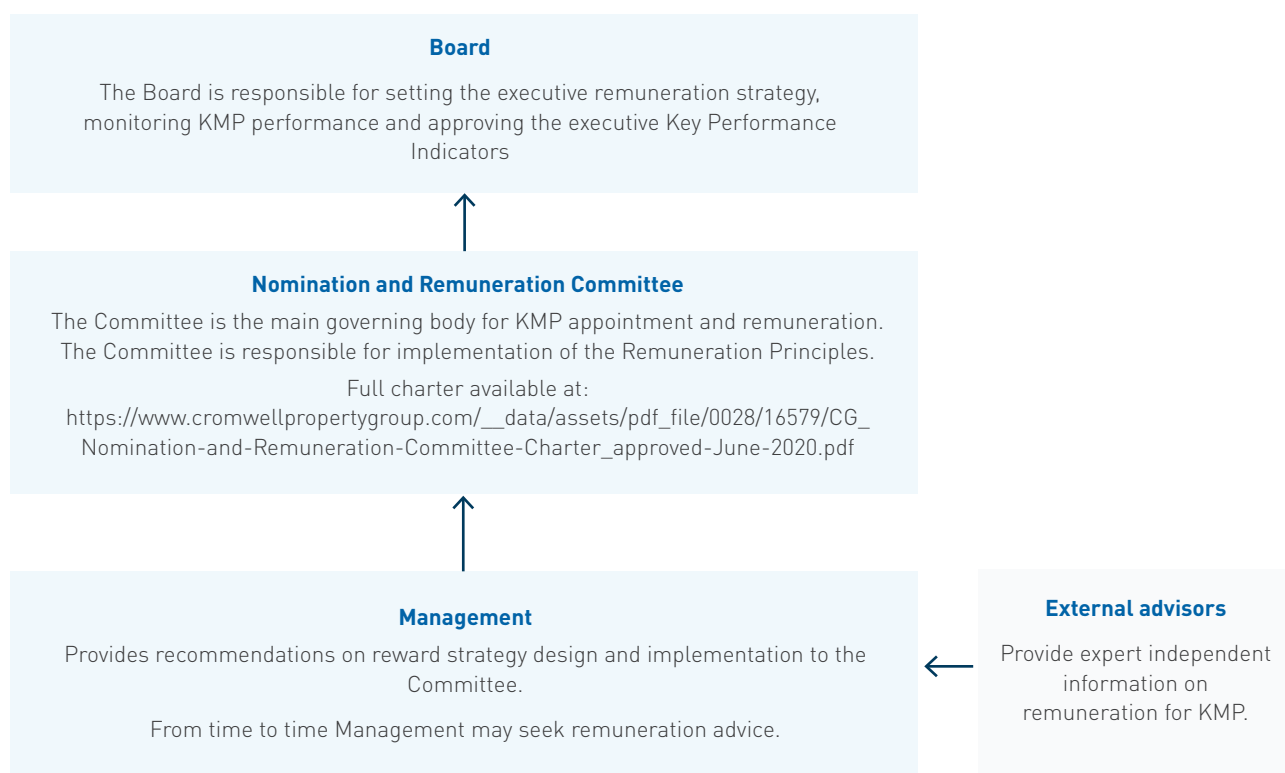 Board
The Board is responsible for setting the executive remuneration strategy,
monitoring KMP performance and approving the executive Key Performance
Indicators
Nomination and Remuneration Committee
The Committee is the main governing body for KMP appointment and remuneration.
The Committee is responsible for implementation of the Remuneration Principles.
Full charter available at:
https://www.cromwellpropertygroup.com/__data/assets/pdf_file/0028/16579/CG_
Nomination-and-Remuneration-Committee-Charter_approved-June-2020.pdf
Management
Provides recommendations on reward strategy design and implementation to the
Committee.
From time to time Management may seek remuneration advice.
External advisors
Provide expert independent
information on
remuneration for KMP.